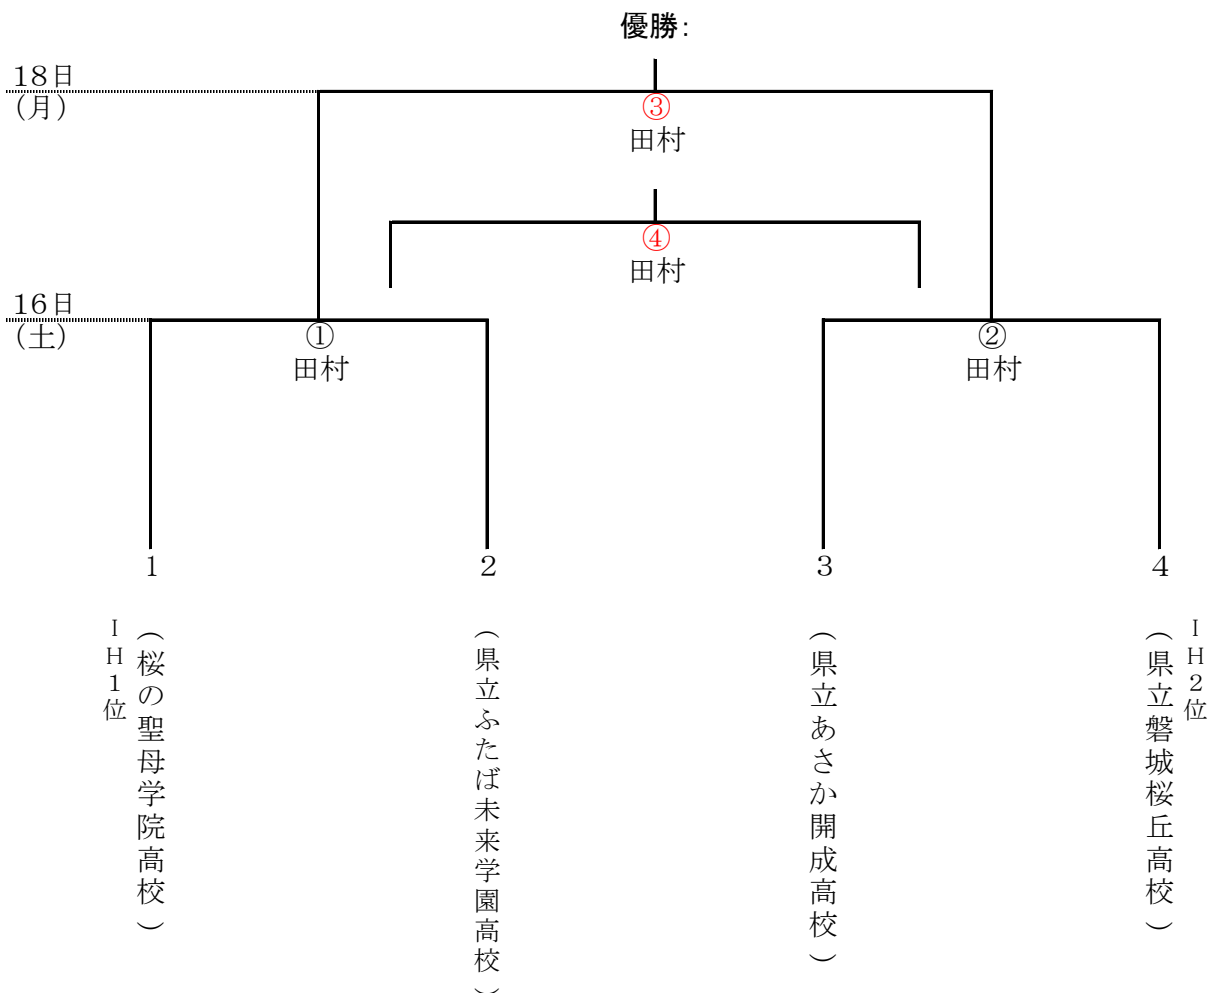 優勝：
18日
（月）
③
田村
④
田村
16日
（土）
①
田村
②
田村
1
2
3
4
ＩＨ１位
（桜の聖母学院高校）
（県立ふたば未来学園高校）
（県立あさか開成高校）
（県立磐城桜丘高校）
ＩＨ２位